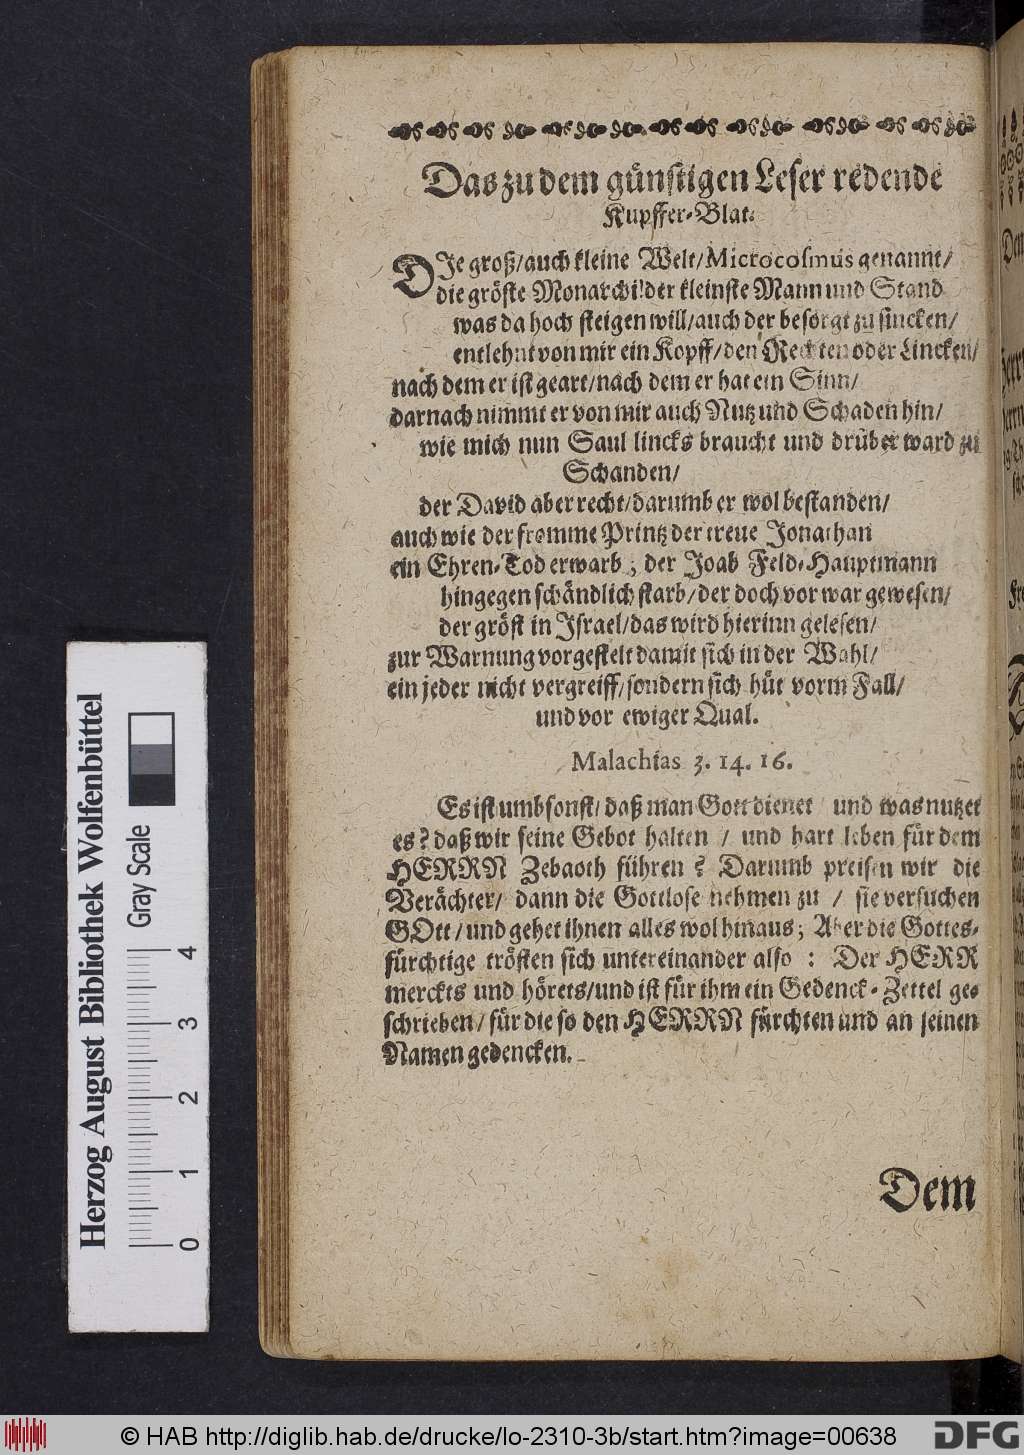 Das zu dem günstigen Leser redende
Kupffer-Blat.
DIe groß/auch kleine Welt/Microcosmus genannt/
die gröste Monarchi!der kleinste Mann und Stand
was da hoch steigen will/auch der besorgt zu sincken/
entlehnt von mir ein Kopff/den Rechten oder Lincken/
nach dem er ist geart/nach dem er hat ein Sinn/
darnach nimmt er von mir auch Nutz und Schaden hin/
wie mich nun Saul lincks braucht und drüber ward zu
Schanden/
der David aber recht/darumb er wol bestanden/
auch wie der fromme Printz der treue Jonathan
ein Ehren-Tod erwarb; der Joab Feld-Hauptmann
hingegen schändlich starb/der doch vor war gewesen/
der gröst in Israel/das wird hierinn gelesen/
zur Warnung vorgestelt damit sich in der Wahl/
ein jeder nicht vergreiff/sondern sich hüt vorm Fall/
und vor ewiger Qual.
Malachias 3. 14. 16.
Es ist umbsonst/daß man Gott dienet/ und was nutzet
es? daß wir seine Gebot halten / und hart leben für dem
HERRN Zebaoth führen? Darumb preisen wir die
Verächter/ dann die Gottlose nehmen zu / sie versuchen
GOtt/und gehet ihnen alles wol hinaus; Aber die Gottes-
fürchtige trösten sich untereinander also : Der HERR
merckts und hörets/und ist für ihm ein Gedenck-Zettel ge-
schrieben/für die so den HERRN fürchten und an seinen
Namen gedencken.
Dem
Herzog August Bibliothek Wolfenbüttel
Gray Scale
0 1 2 3 4
© HAB http://diglib.hab.de/drucke/lo-2310-3b/start.htm?image=00638
DFG